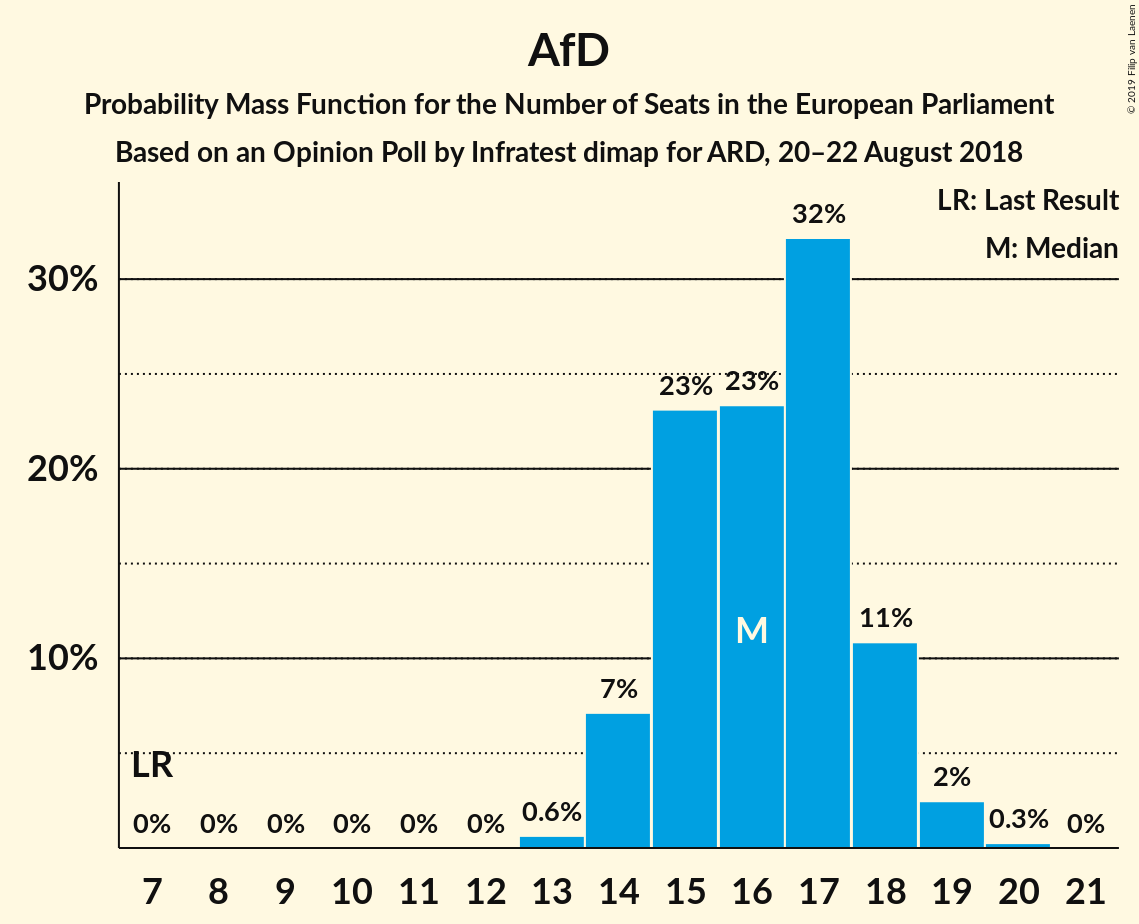 AfD
Probability Mass Function for the Number of Seats in the European Parliament
Based on an Opinion Poll by Infratest dimap for ARD, 20–22 August 2018
© 2019 Filip van Laenen
LR: Last Result
M: Median
32%
30%
23% 23%
20%
M
11%
10%
7%
LR
2%
0% 0% 0% 0% 0% 0% 0.6% 0.3% 0%
7 8 9 10 11 12 13 14 15 16 17 18 19 20 21